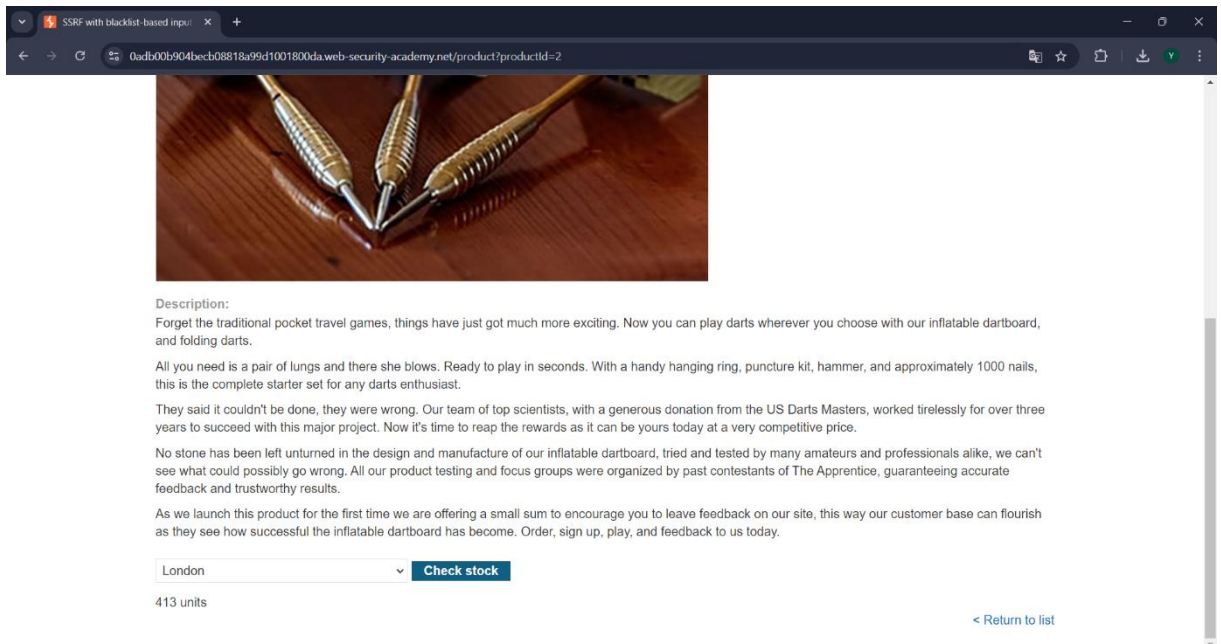 SSRF with blacklist-based input
0adb00b904becb08818a99d1001800da.web-security-academy.net/product?productId=2
Y
Description:
Forget the traditional pocket travel games, things have just got much more exciting. Now you can play darts wherever you choose with our inflatable dartboard,
and folding darts.
All you need is a pair of lungs and there she blows. Ready to play in seconds. With a handy hanging ring, puncture kit, hammer, and approximately 1000 nails,
this is the complete starter set for any darts enthusiast.
They said it couldn't be done, they were wrong. Our team of top scientists, with a generous donation from the US Darts Masters, worked tirelessly for over three
years to succeed with this major project. Now it's time to reap the rewards as it can be yours today at a very competitive price.
No stone has been left unturned in the design and manufacture of our inflatable dartboard, tried and tested by many amateurs and professionals alike, we can't
see what could possibly go wrong. All our product testing and focus groups were organized by past contestants of The Apprentice, guaranteeing accurate
feedback and trustworthy results.
As we launch this product for the first time we are offering a small sum to encourage you to leave feedback on our site, this way our customer base can flourish
as they see how successful the inflatable dartboard has become. Order, sign up, play, and feedback to us today.
London Check stock
413 units
< Return to list